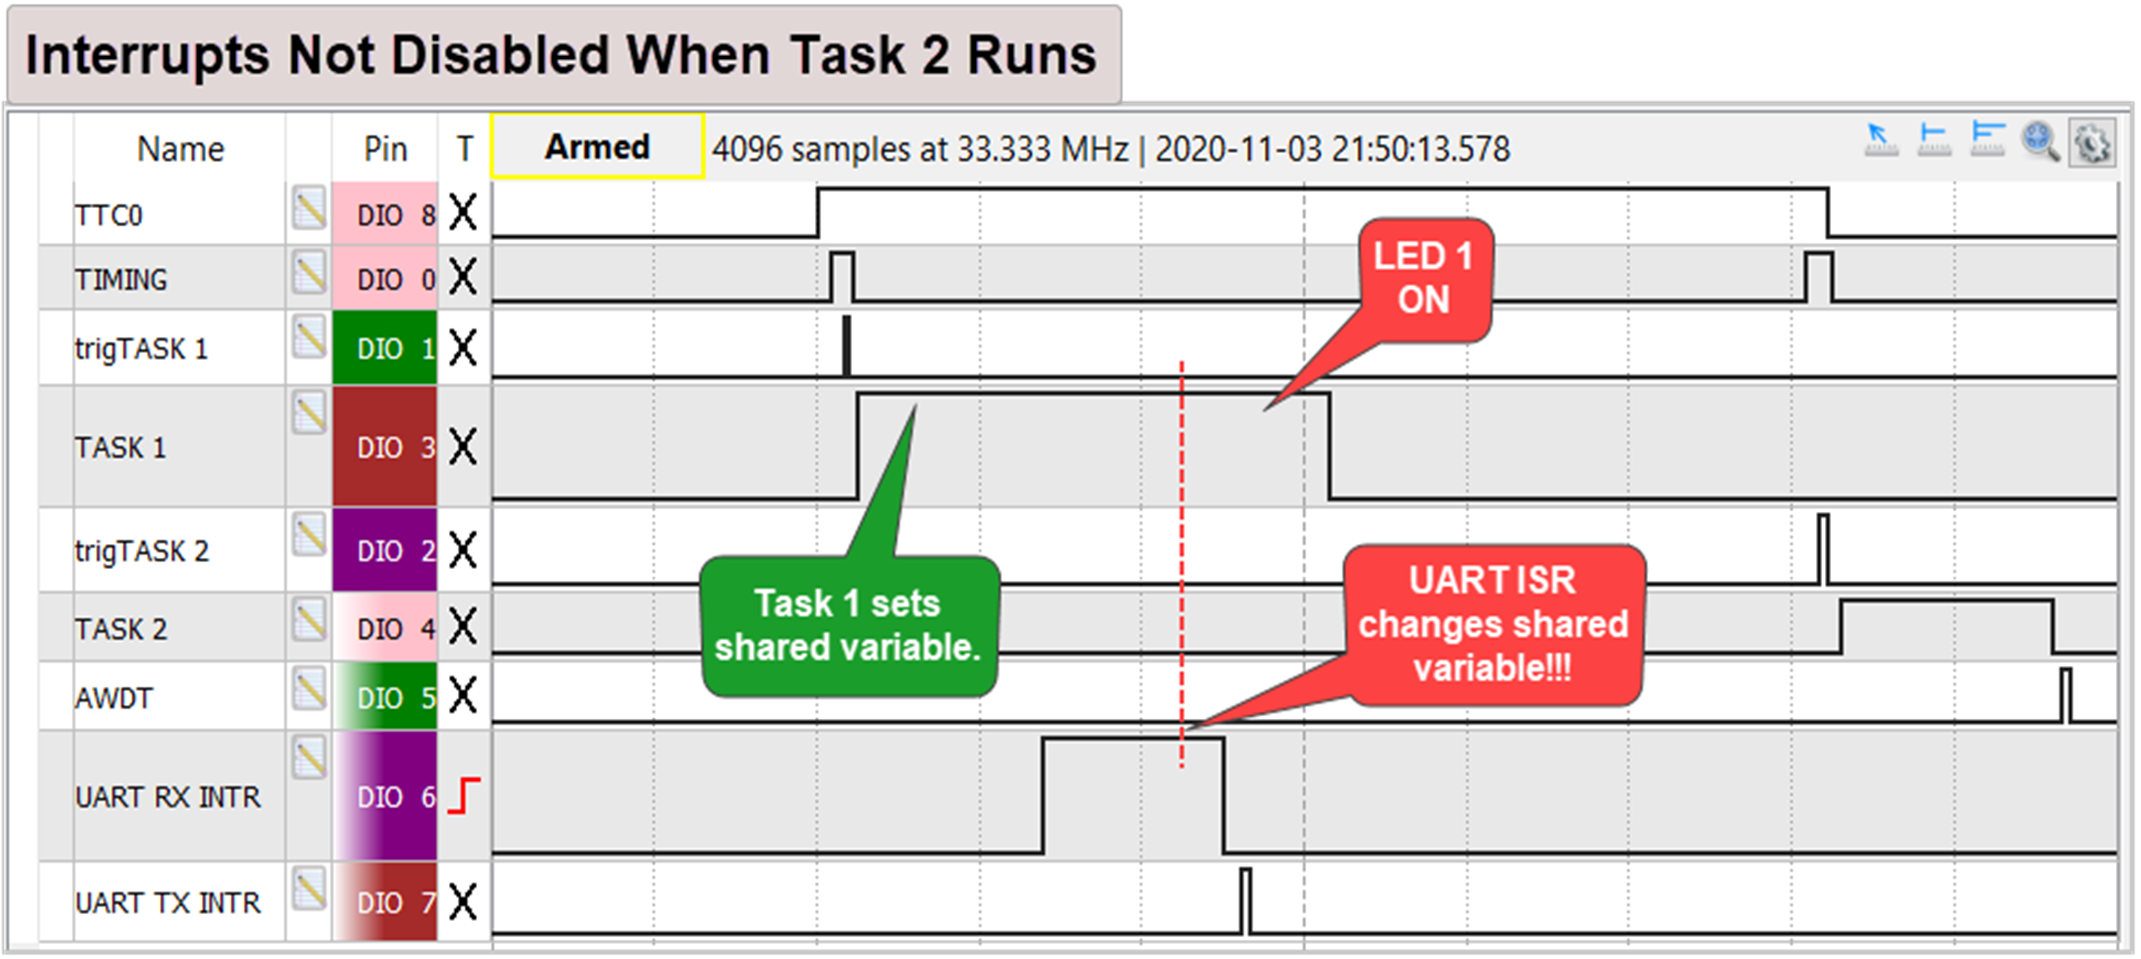 Interrupts Not Disabled When Task 2 Runs
Name Pin T Armed 4096 samples at 33.333 MHz | 2020-11-03 21:50:13.578
TTC0 DIO 8 X
TIMING DIO 0 X
LED 1
ON
trigTASK 1 DIO 1 X
TASK 1 DIO 3 X
trigTASK 2 DIO 2 X
Task 1 sets
shared variable.
UART ISR
changes shared
variable!!!
TASK 2 DIO 4 X
AWDT DIO 5 X
UART RX INTR DIO 6
UART TX INTR DIO 7 X